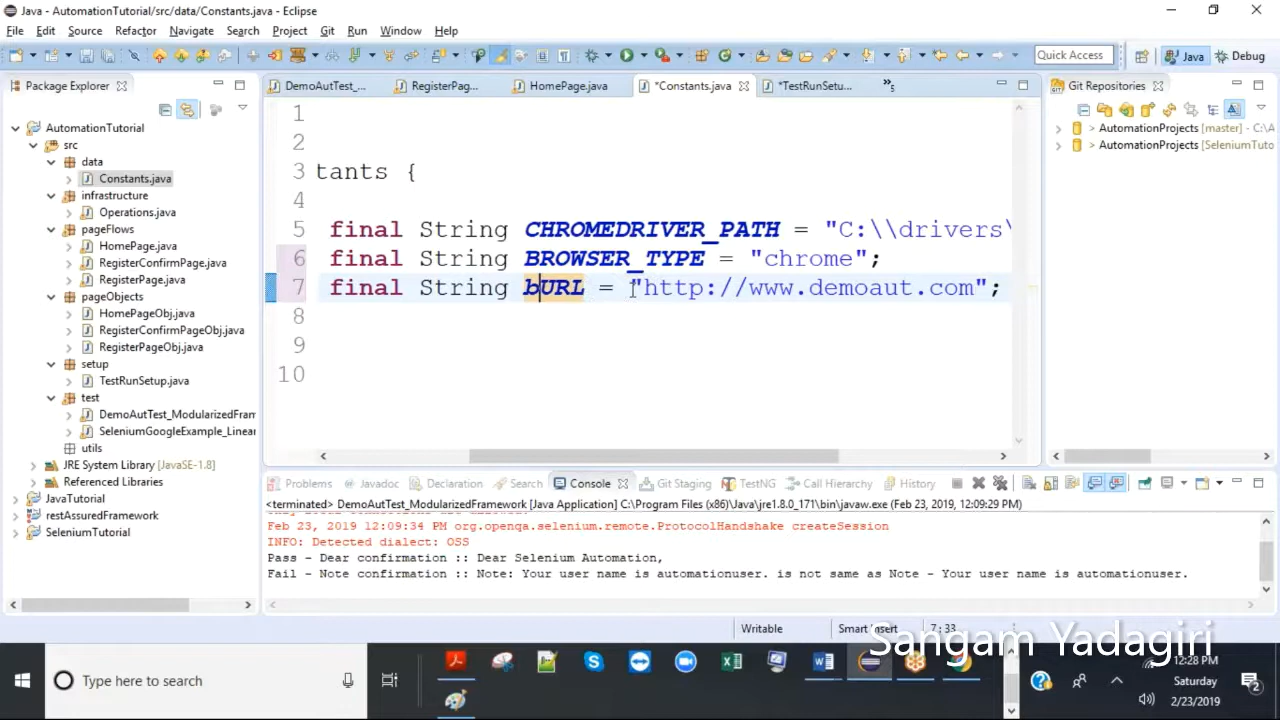 Java - AutomationTutorial/src/data/Constants.java - Eclipse
File Edit Source Refactor Navigate Search Project Git Run Window Help
Quick Access Java Debug
Package Explorer
DemoAutTest_... RegisterPag... HomePage.java *Constants.java *TestRunSetu... »5
Git Repositories
AutomationTutorial
src
data
Constants.java
infrastructure
Operations.java
pageFlows
HomePage.java
RegisterConfirmPage.java
RegisterPage.java
pageObjects
HomePageObj.java
RegisterConfirmPageObj.java
RegisterPageObj.java
setup
TestRunSetup.java
test
DemoAutTest_ModularizedFram
SeleniumGoogleExample_Linear
utils
JRE System Library [JavaSE-1.8]
Referenced Libraries
JavaTutorial
restAssuredFramework
SeleniumTutorial
1
2
3 tants {
4
5 final String CHROMEDRIVER_PATH = "C:\\drivers\
6 final String BROWSER_TYPE = "chrome";
7 final String bURL = "http://www.demoaut.com";
8
9
10
AutomationProjects [master] - C:\A
AutomationProjects [SeleniumTuto
Problems Javadoc Declaration Search Console Git Staging TestNG Call Hierarchy History
<terminated> DemoAutTest_ModularizedFramework [Java Application] C:\Program Files (x86)\Java\jre1.8.0_171\bin\javaw.exe (Feb 23, 2019, 12:09:29 PM)
Feb 23, 2019 12:09:34 PM org.openqa.selenium.remote.ProtocolHandshake createSession
INFO: Detected dialect: OSS
Pass - Dear confirmation :: Dear Selenium Automation,
Fail - Note confirmation :: Note: Your user name is automationuser. is not same as Note - Your user name is automationuser.
Writable Smart Insert 7 : 33
Sangam Yadagiri
Type here to search
12:28 PM
Saturday
2/23/2019
2